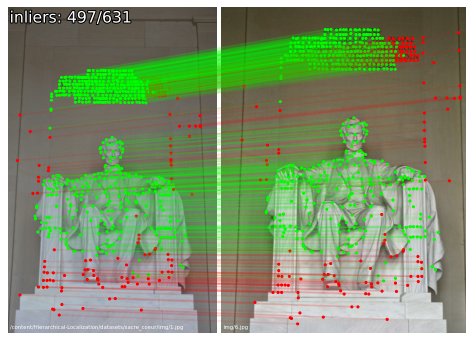 inliers: 497/631
/content/Hierarchical-Localization/datasets/sacre_coeur/img/1.jpg
img/6.jpg